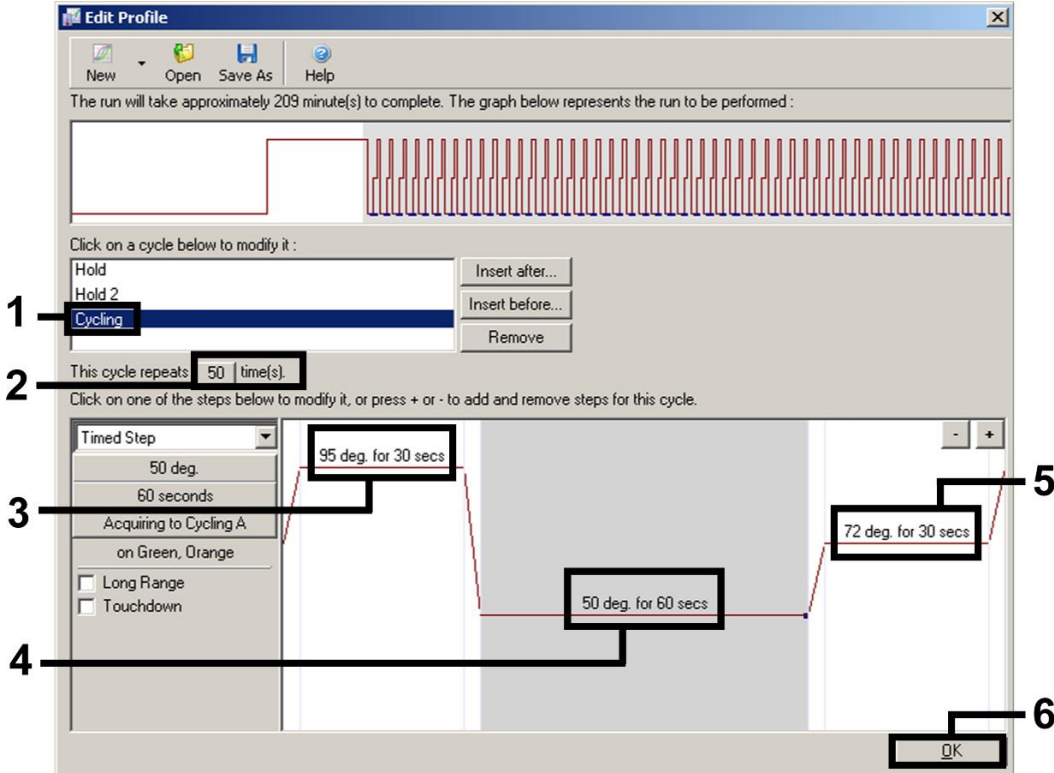 Edit Profile
New Open Save As Help
The run will take approximately 209 minute(s) to complete. The graph below represents the run to be performed :
Click on a cycle below to modify it :
Hold
Hold 2
Cycling
Insert after...
Insert before...
Remove
1
This cycle repeats 50 time(s).
2
Click on one of the steps below to modify it, or press + or - to add and remove steps for this cycle.
Timed Step
50 deg.
60 seconds
Acquiring to Cycling A
on Green, Orange
Long Range
Touchdown
- +
95 deg. for 30 secs
3
50 deg. for 60 secs
4
72 deg. for 30 secs
5
OK
6